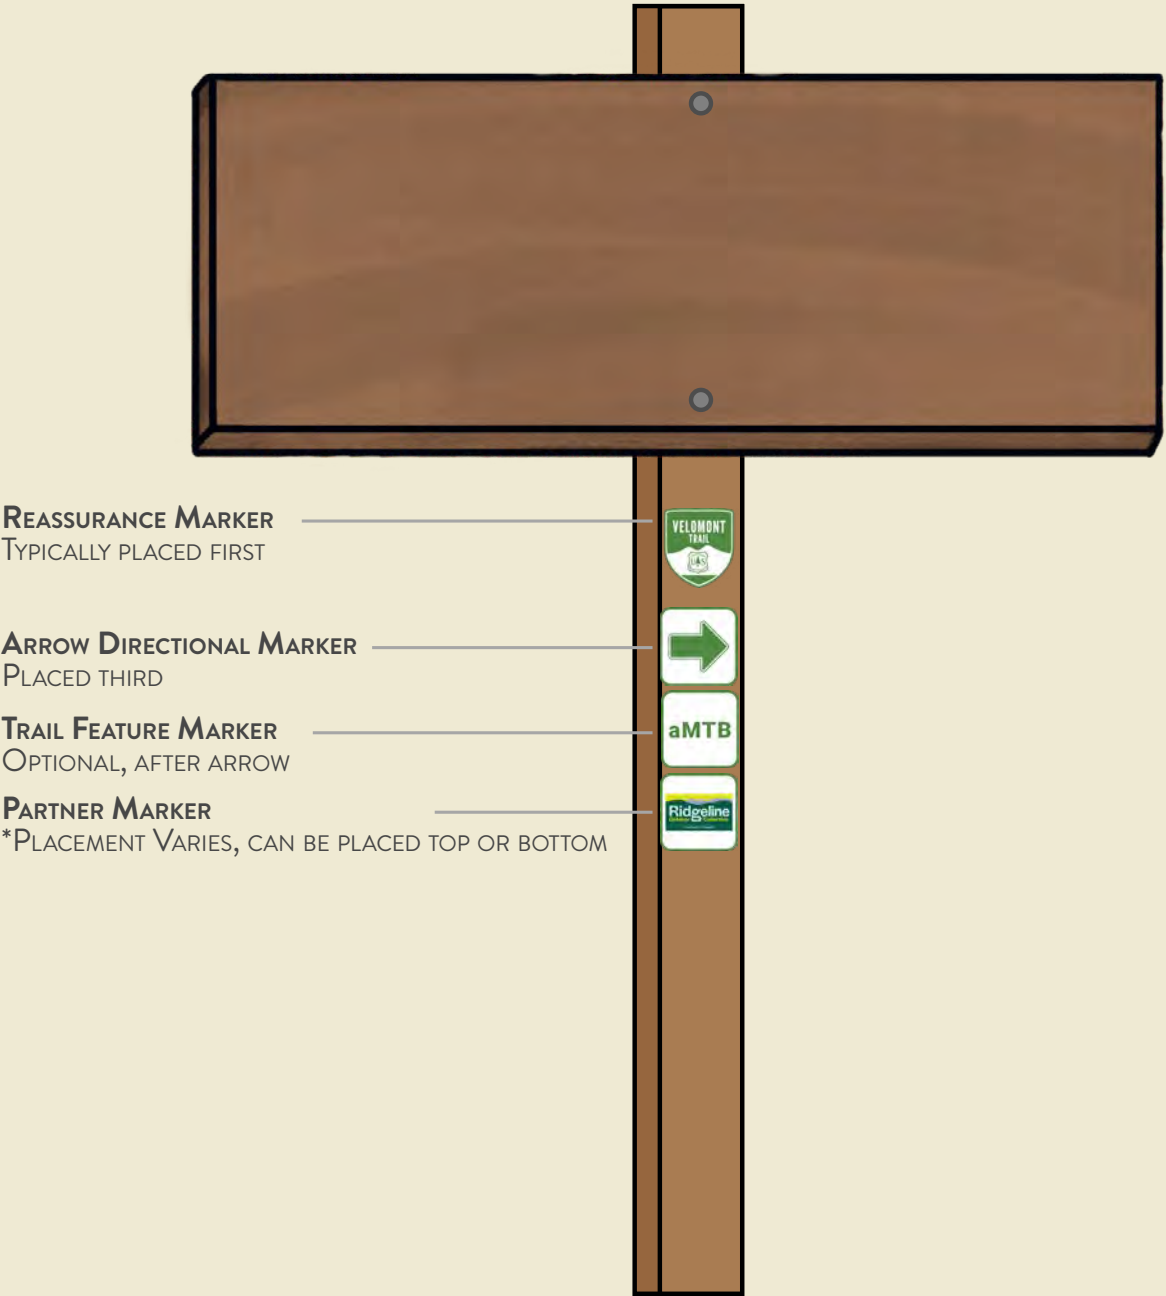 Reassurance Marker
Typically placed first
VELOMONT
TRAIL
UAS
Arrow Directional Marker
Placed third
Trail Feature Marker
Optional, after arrow
aMTB
Partner Marker
*Placement Varies, can be placed top or bottom
Ridgeline